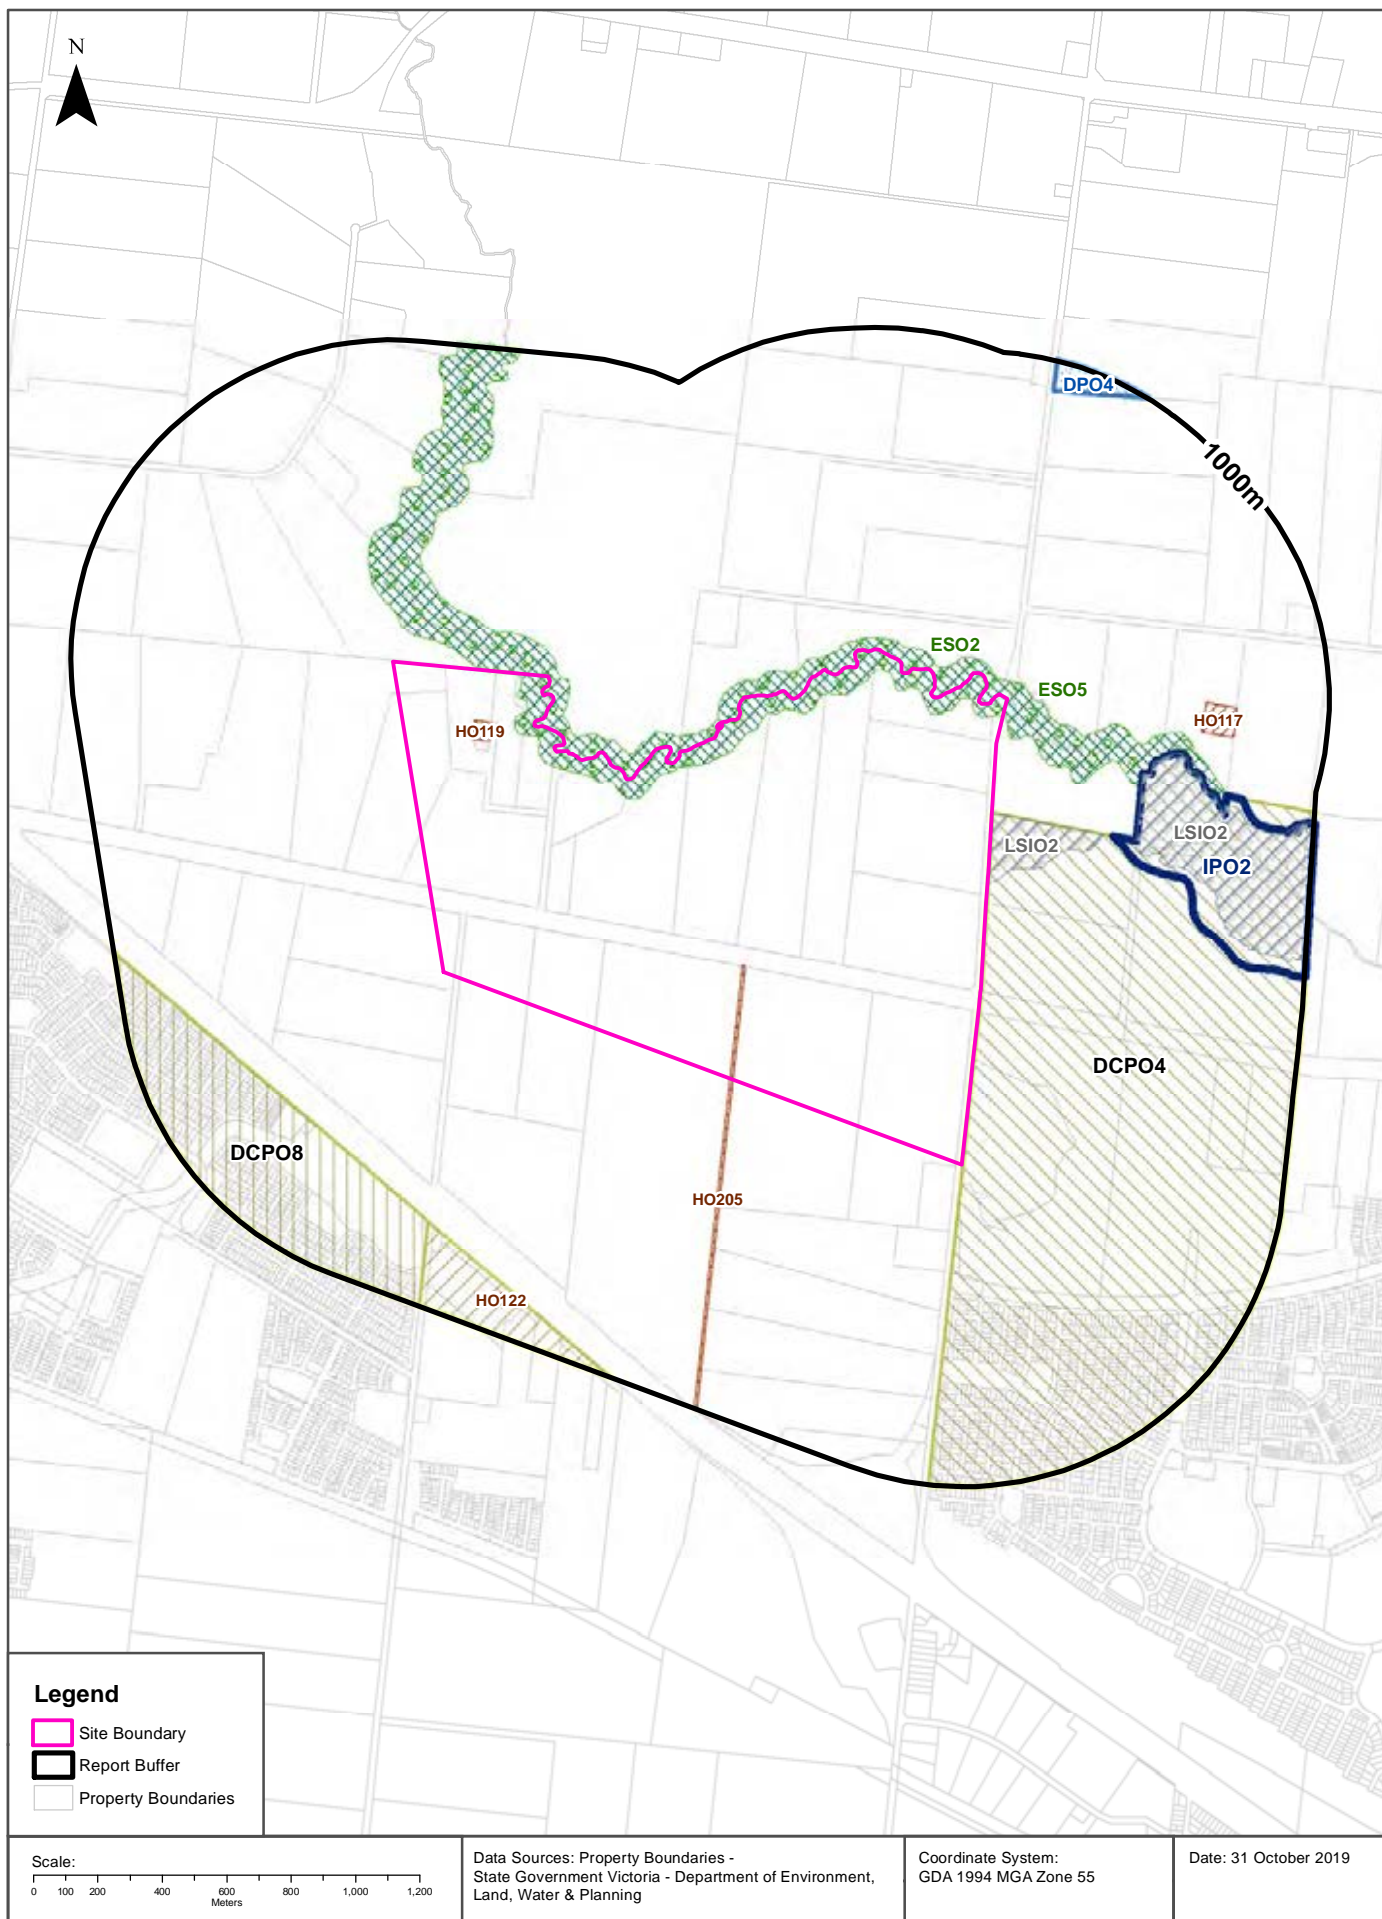 N
DPO4
1000m
ESO2
ESO5
HO117
HO119
LSIO2
LSIO2
IPO2
DCPO4
DCPO8
HO205
HO122
Legend
Site Boundary
Report Buffer
Property Boundaries
Scale:
0 100 200 400 600 800 1,000 1,200
Meters
Data Sources: Property Boundaries -
State Government Victoria - Department of Environment,
Land, Water & Planning
Coordinate System:
GDA 1994 MGA Zone 55
Date: 31 October 2019